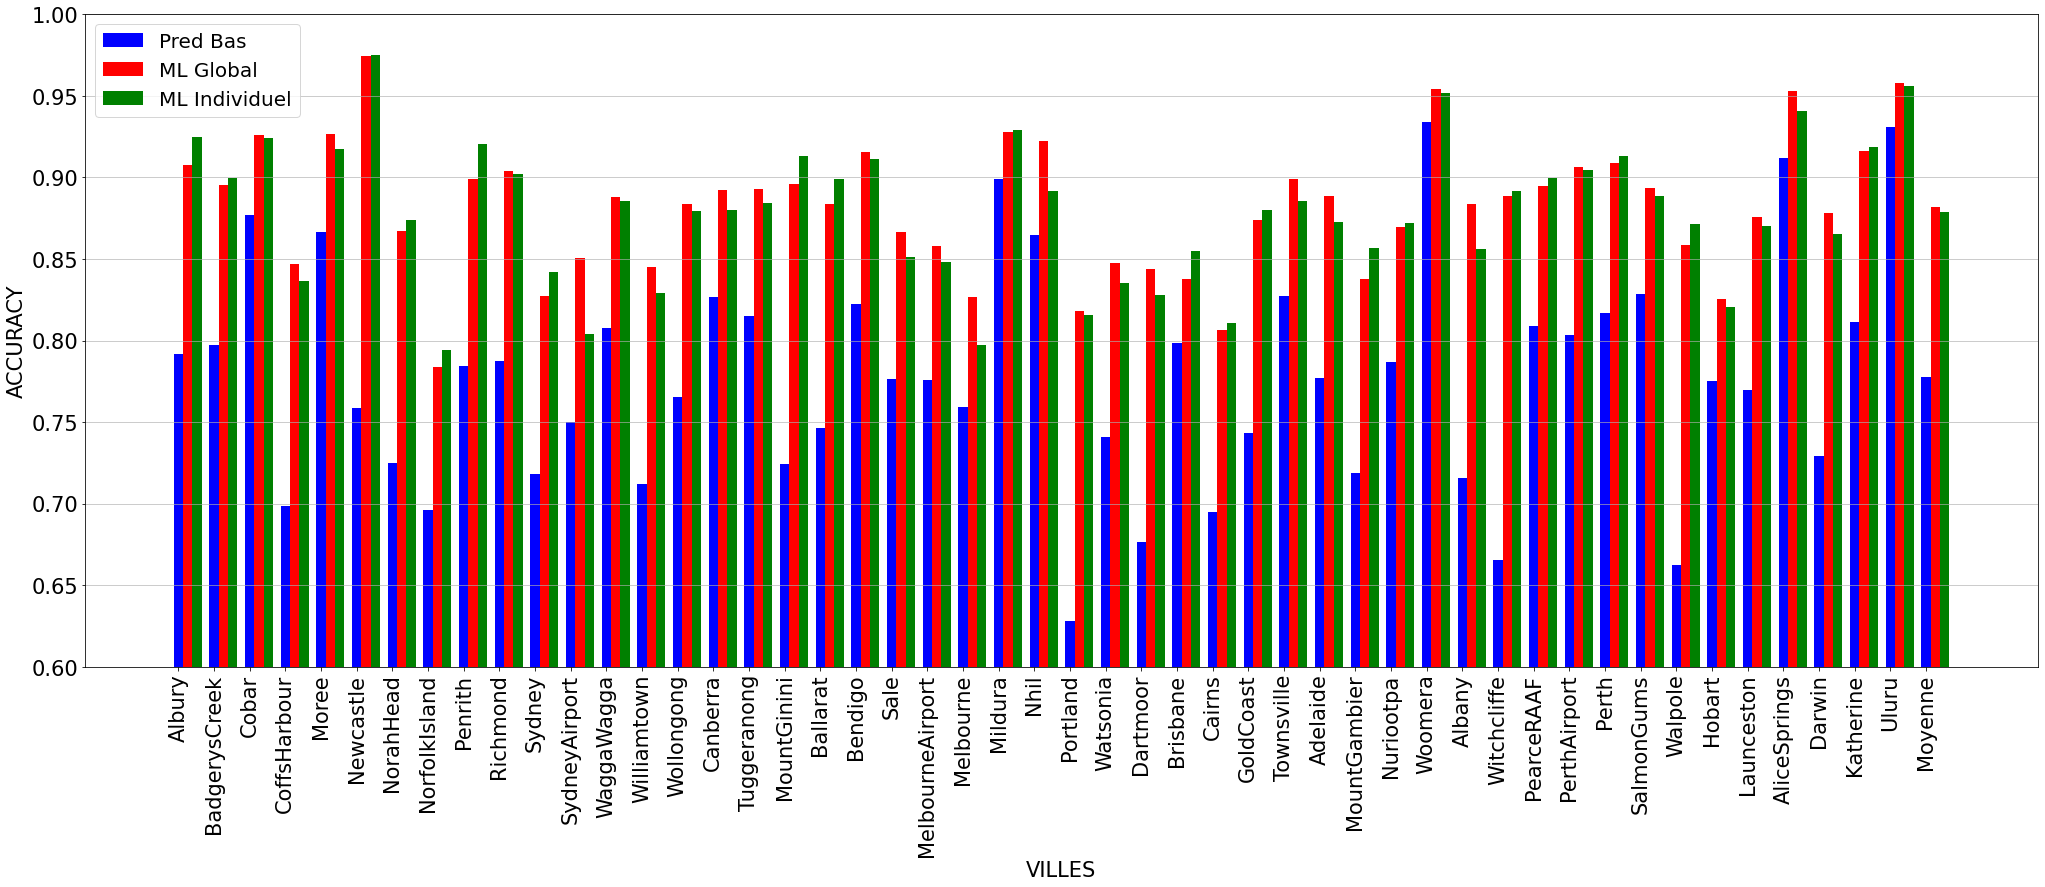 Pred Bas
ML Global
ML Individuel
ACCURACY
1.00
0.95
0.90
0.85
0.80
0.75
0.70
0.65
0.60
Albury
BadgerysCreek
Cobar
CoffsHarbour
Moree
Newcastle
NorahHead
NorfolkIsland
Penrith
Richmond
Sydney
SydneyAirport
WaggaWagga
Williamtown
Wollongong
Canberra
Tuggeranong
MountGinini
Ballarat
Bendigo
Sale
MelbourneAirport
Melbourne
Mildura
Nhil
Portland
Watsonia
Dartmoor
Brisbane
Cairns
GoldCoast
Townsville
Adelaide
MountGambier
Nuriootpa
Woomera
Albany
Witchcliffe
PearceRAAF
PerthAirport
Perth
SalmonGums
Walpole
Hobart
Launceston
AliceSprings
Darwin
Katherine
Uluru
Moyenne
VILLES